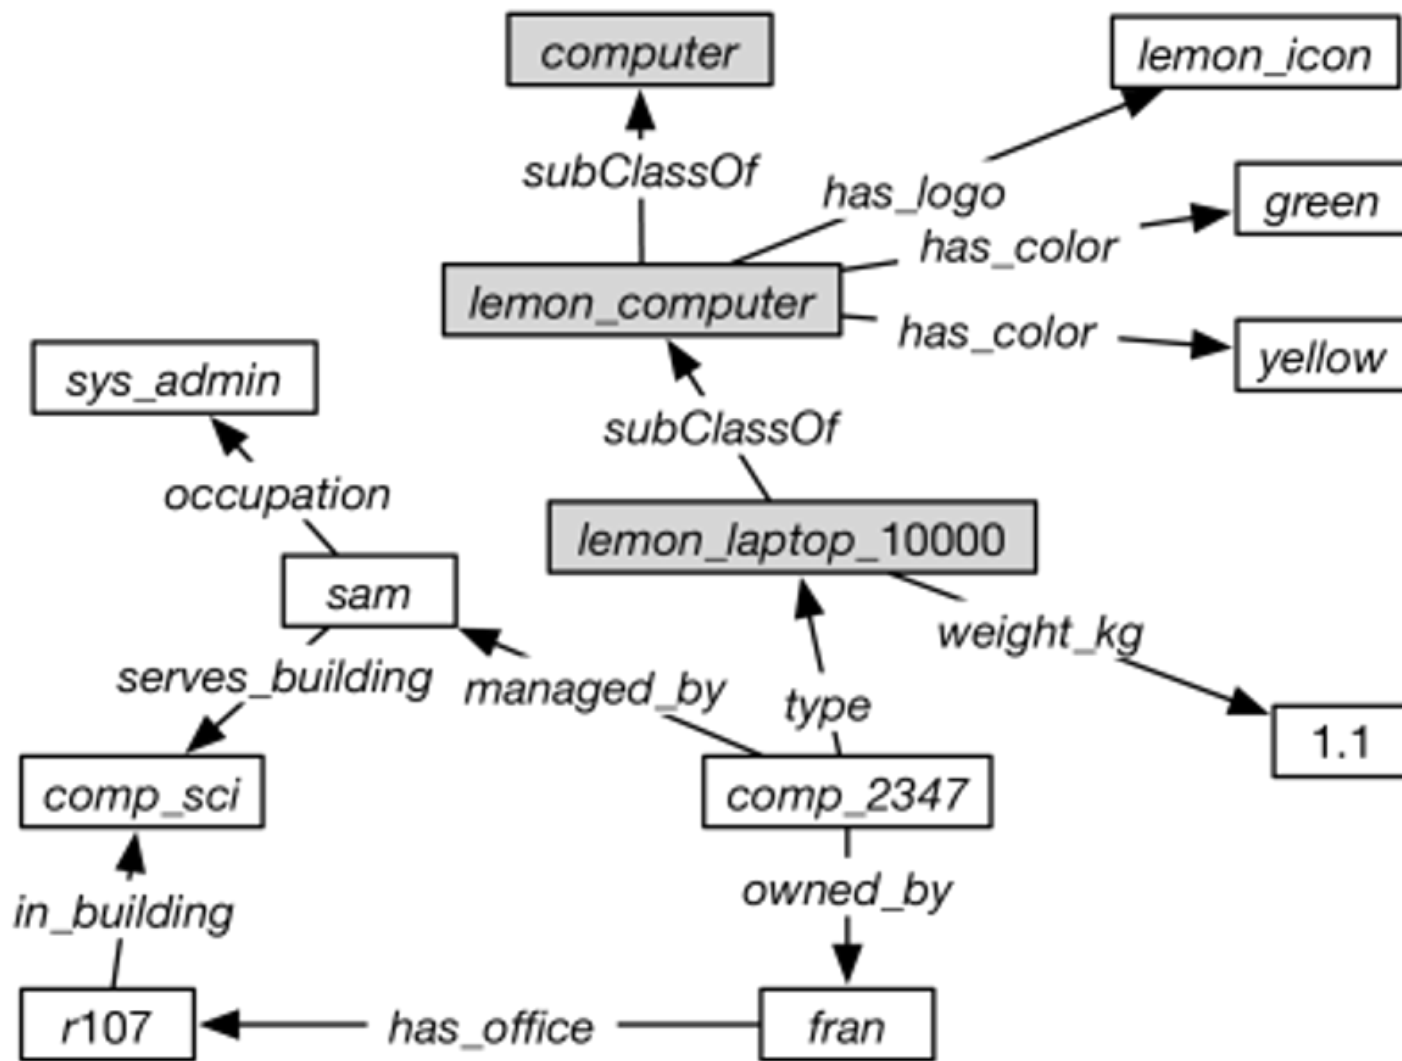 computer
lemon_icon
subClassOf
has_logo
green
has_color
lemon_computer
has_color
yellow
sys_admin
subClassOf
occupation
lemon_laptop_10000
sam
weight_kg
serves_building
managed_by
type
1.1
comp_sci
comp_2347
owned_by
in_building
r107
has_office
fran